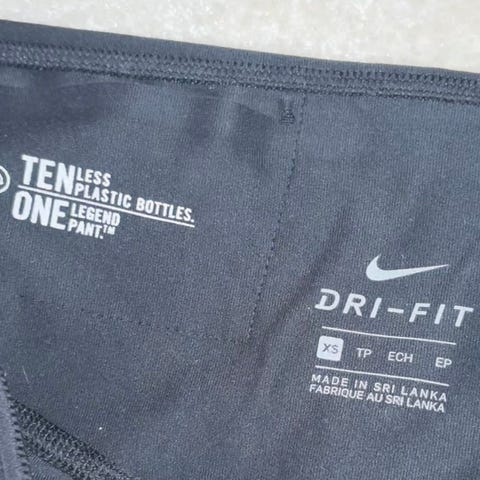 TEN LESS PLASTIC BOTTLES.
ONE LEGEND PANT.™
DRI-FIT
XS TP ECH EP
MADE IN SRI LANKA
FABRIQUE AU SRI LANKA